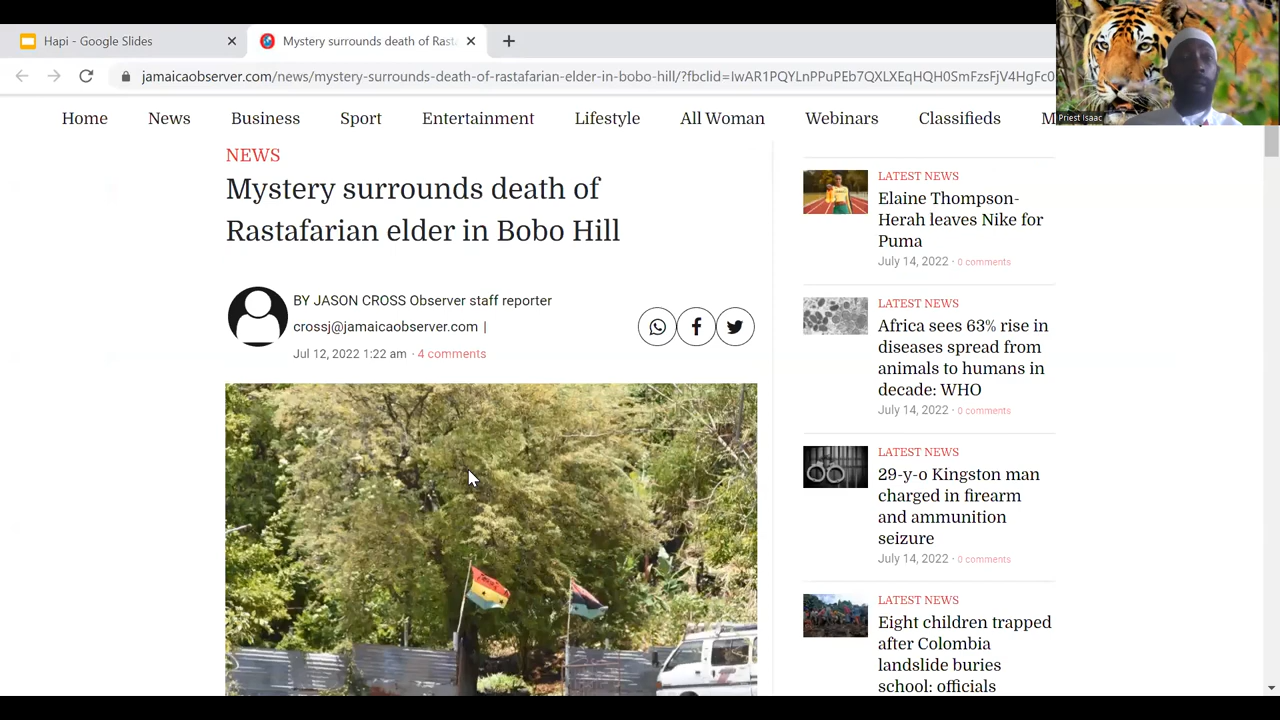 Hapi - Google Slides
Mystery surrounds death of Rast
jamaicaobserver.com/news/mystery-surrounds-death-of-rastafarian-elder-in-bobo-hill/?fbclid=IwAR1PQYLnPPuPEb7QXLXEqHQH0SmFzsFjV4HgFc0
Priest Isaac
Home News Business Sport Entertainment Lifestyle All Woman Webinars Classifieds M
NEWS
Mystery surrounds death of
Rastafarian elder in Bobo Hill
BY JASON CROSS Observer staff reporter
crossj@jamaicaobserver.com |
Jul 12, 2022 1:22 am · 4 comments
LATEST NEWS
Elaine Thompson-
Herah leaves Nike for
Puma
July 14, 2022 · 0 comments
LATEST NEWS
Africa sees 63% rise in
diseases spread from
animals to humans in
decade: WHO
July 14, 2022 · 0 comments
LATEST NEWS
29-y-o Kingston man
charged in firearm
and ammunition
seizure
July 14, 2022 · 0 comments
LATEST NEWS
Eight children trapped
after Colombia
landslide buries
school: officials